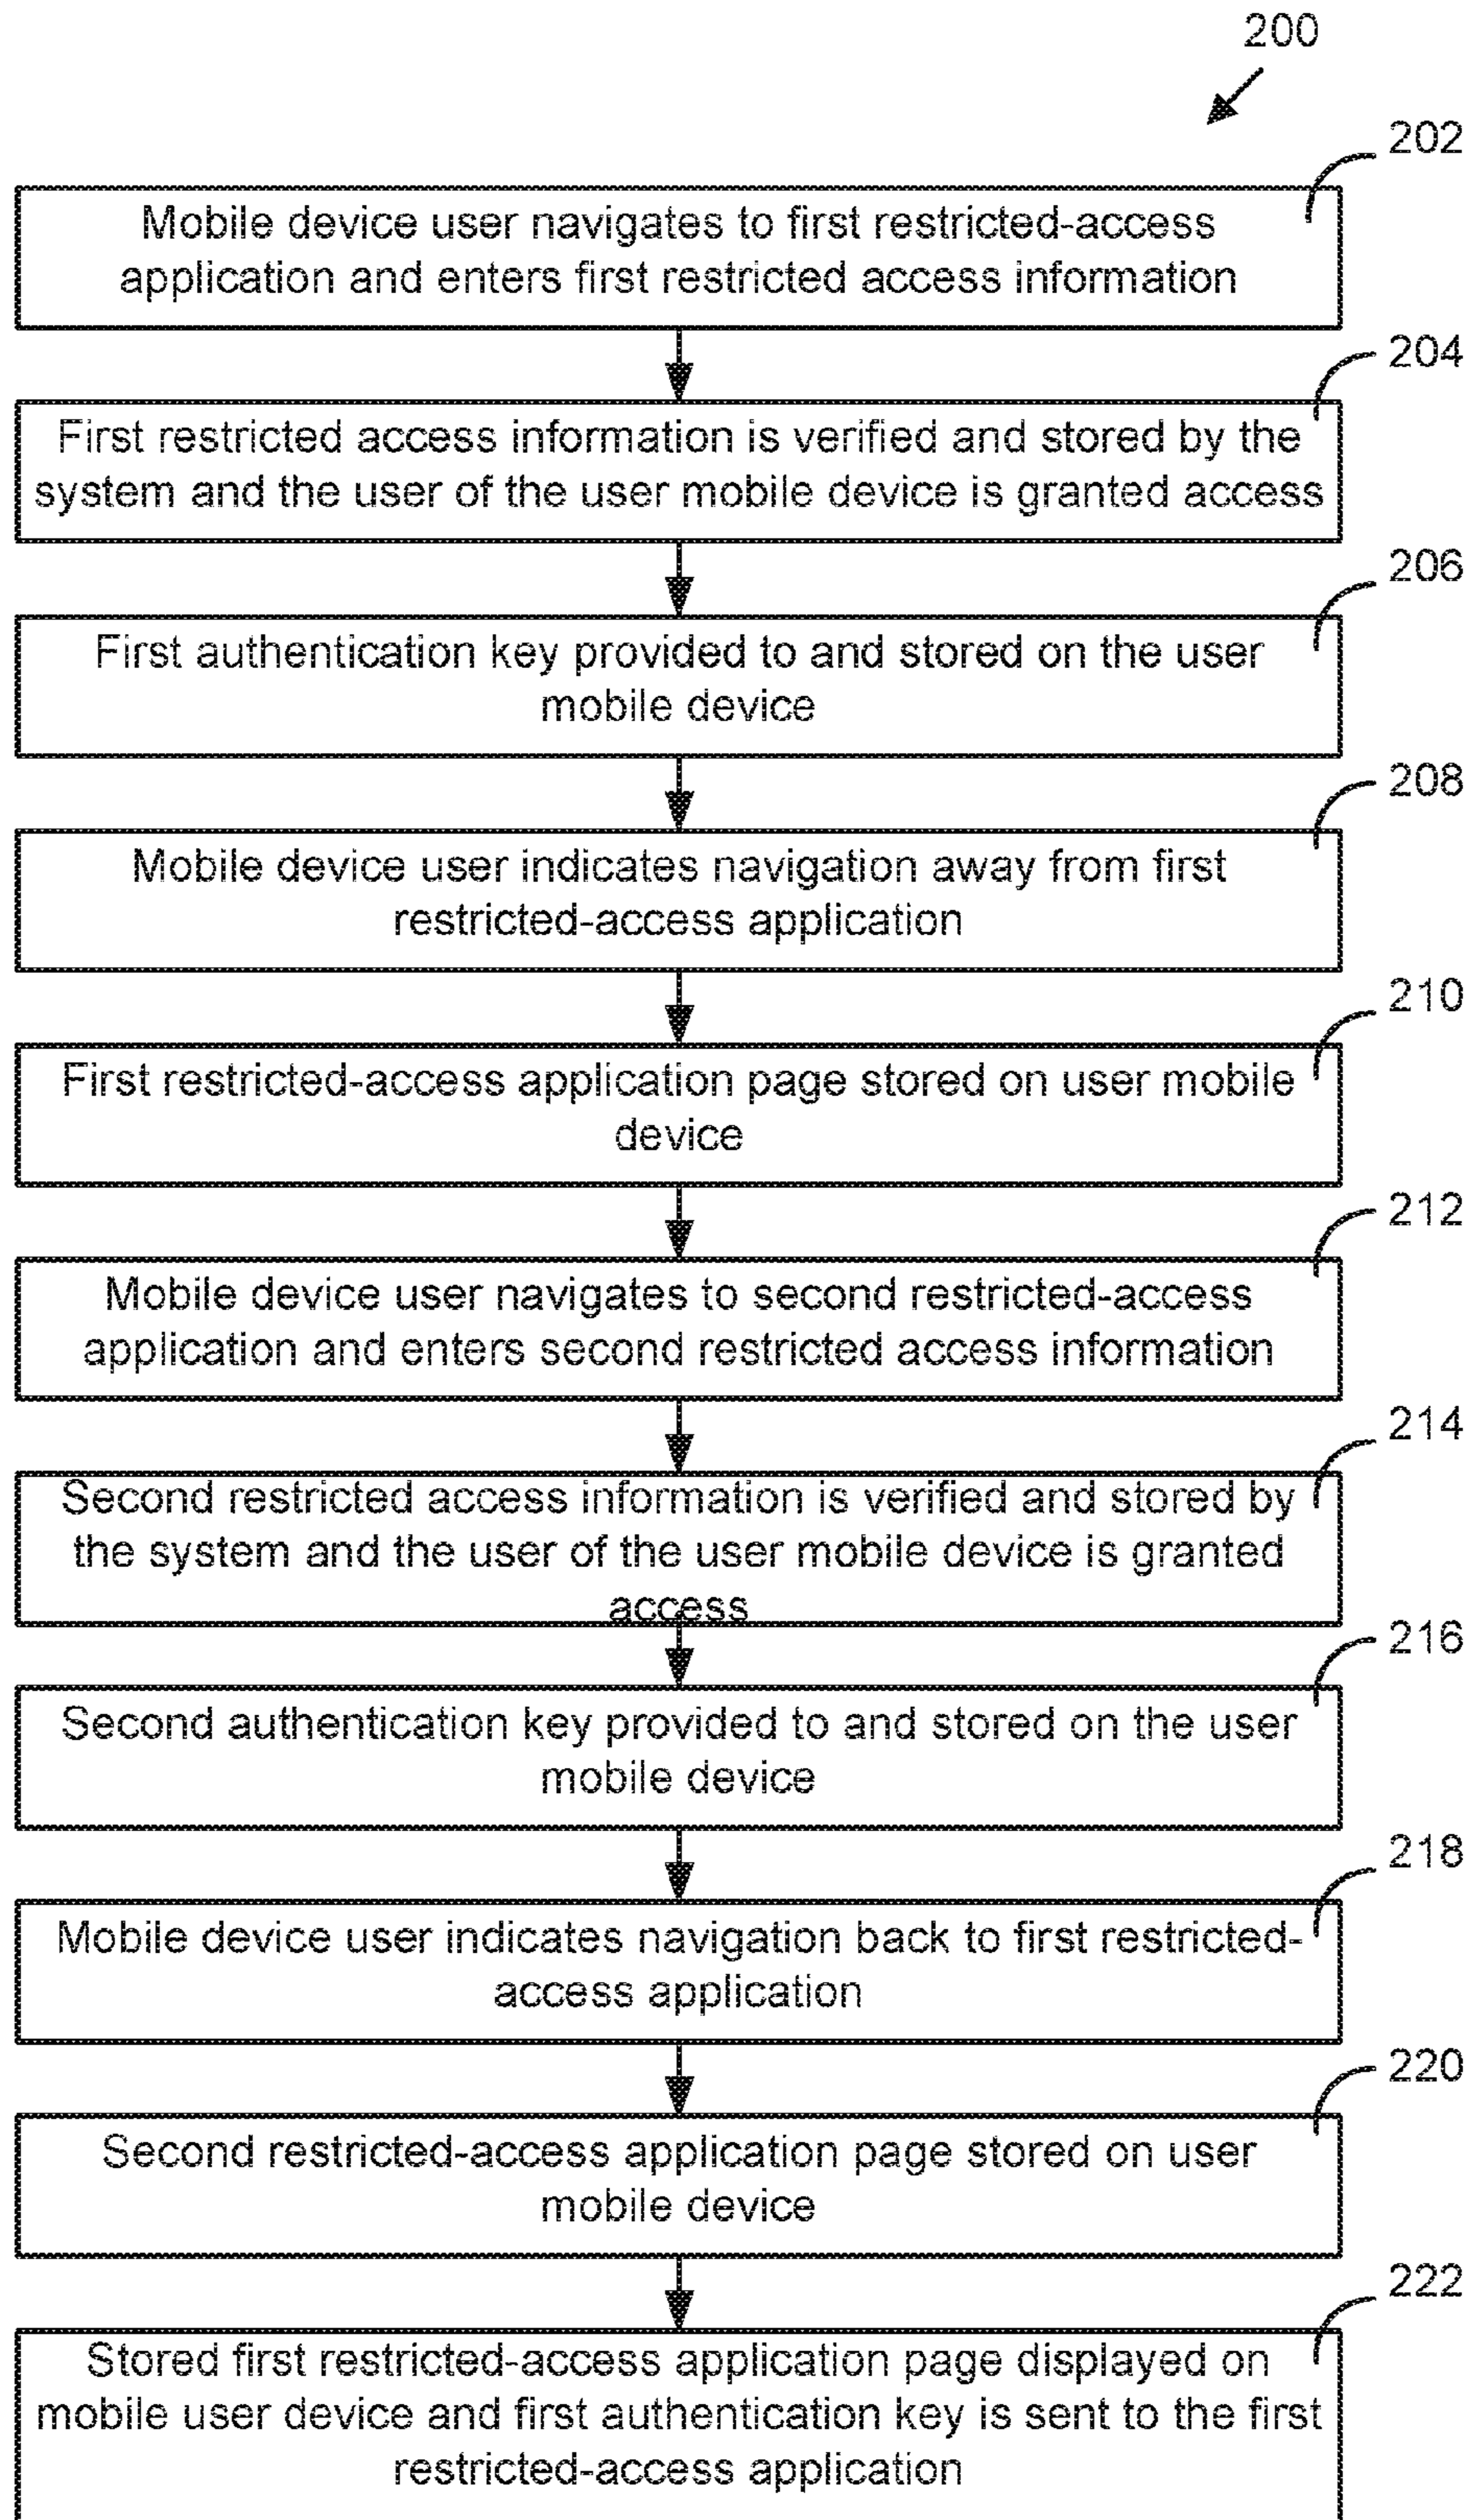 200
202
Mobile device user navigates to first restricted-access
application and enters first restricted access information
204
First restricted access information is verified and stored by the
system and the user of the user mobile device is granted access
206
First authentication key provided to and stored on the user
mobile device
208
Mobile device user indicates navigation away from first
restricted-access application
210
First restricted-access application page stored on user mobile
device
212
Mobile device user navigates to second restricted-access
application and enters second restricted access information
214
Second restricted access information is verified and stored by
the system and the user of the user mobile device is granted
access
216
Second authentication key provided to and stored on the user
mobile device
218
Mobile device user indicates navigation back to first restricted-
access application
220
Second restricted-access application page stored on user
mobile device
222
Stored first restricted-access application page displayed on
mobile user device and first authentication key is sent to the first
restricted-access application